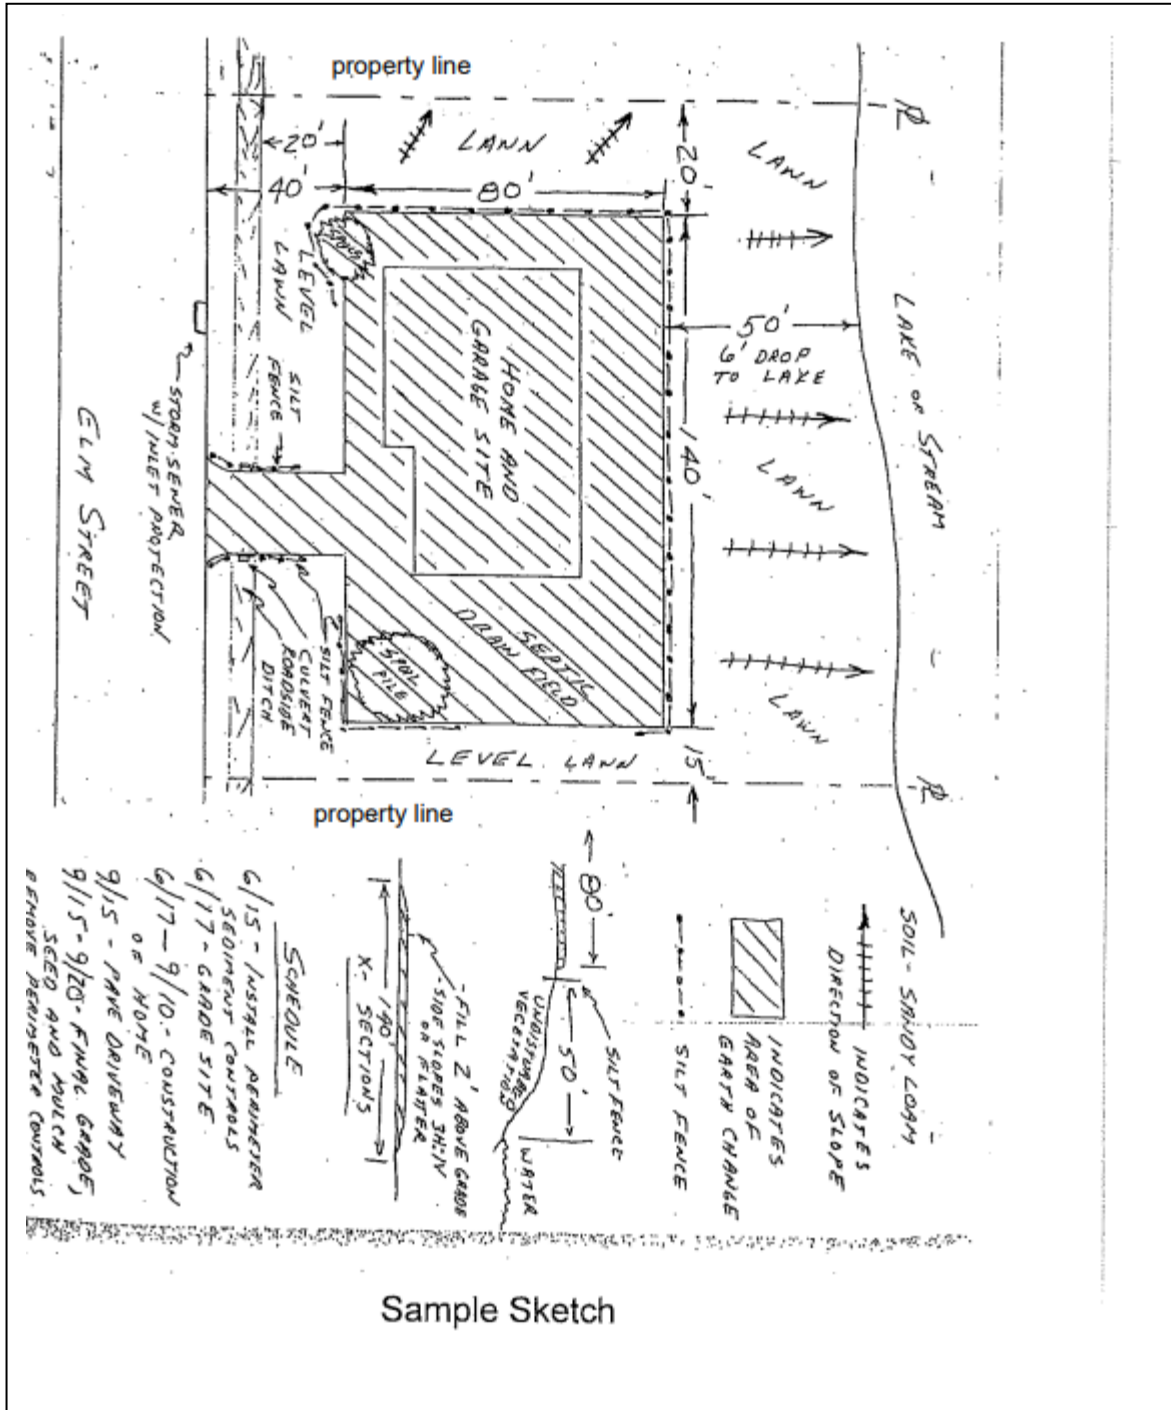 property line
PL
20'
LAWN
20'
LAWN
40'
80'
SPOIL
LEVEL
LAWN
LAKE OR STREAM
50'
6' DROP
TO LAKE
HOME AND
GARAGE SITE
SILT
FENCE
STORM SEWER
W/ INLET PROTECTION
ELM STREET
140'
LAWN
SEPTIC
DRAIN FIELD
SPOIL
PILE
SILT FENCE
CULVERT
ROADSIDE
DITCH
LAWN
LEVEL LAWN
15'
PL
property line
SOIL - SANDY LOAM
INDICATES
DIRECTION OF SLOPE
INDICATES
AREA OF
EARTH CHANGE
SILT FENCE
80'
50'
SILT FENCE
UNDISTURBED
VEGETATION
WATER
- FILL 2' ABOVE GRADE
- SIDE SLOPES 3H:1V
OR FLATER
140'
X-SECTIONS
SCHEDULE
6/15 - INSTALL PERIMETER
SEDIMENT CONTROLS
6/17 - GRADE SITE
6/17 - 9/10 - CONSTRUCTION
OF HOME
9/15 - PAVE DRIVEWAY
9/15 - 9/20 - FINAL GRADE,
SEED AND MULCH
REMOVE PERIMETER CONTROLS
Sample Sketch